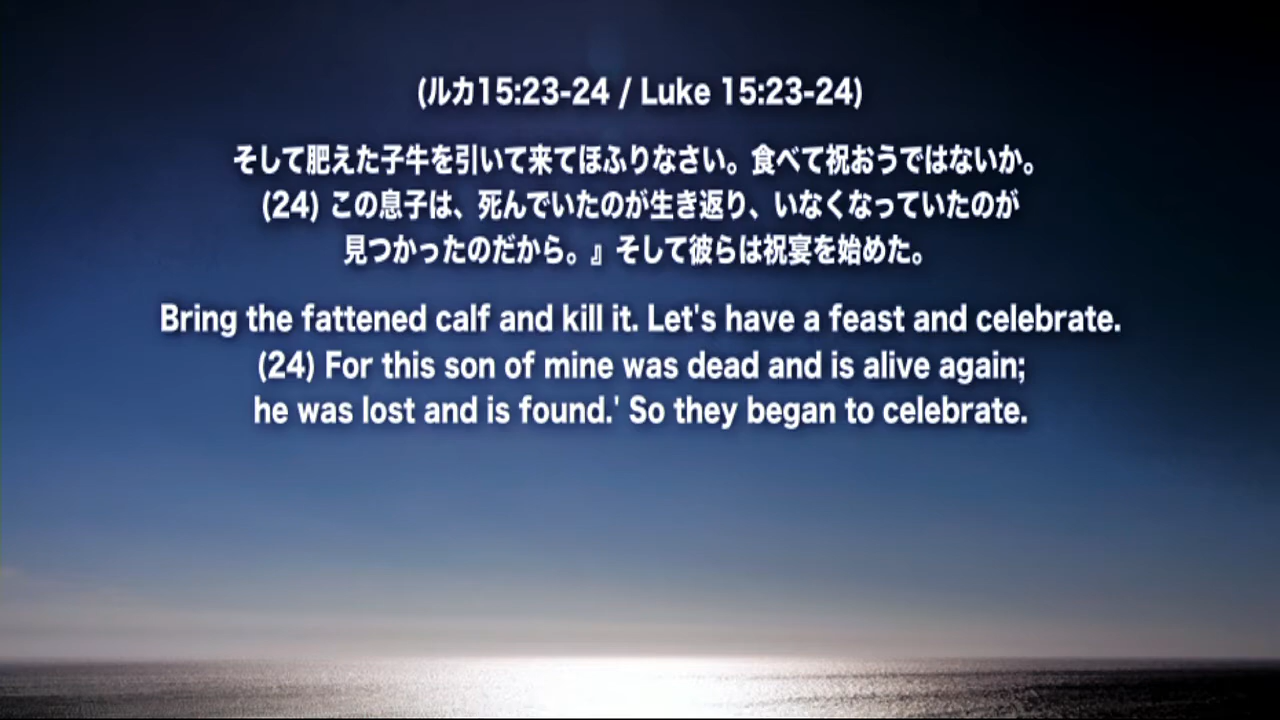 (ルカ15:23-24 / Luke 15:23-24)
そして肥えた子牛を引いて来てほふりなさい。食べて祝おうではないか。
(24) この息子は、死んでいたのが生き返り、いなくなっていたのが
見つかったのだから。』そして彼らは祝宴を始めた。
Bring the fattened calf and kill it. Let's have a feast and celebrate.
(24) For this son of mine was dead and is alive again;
he was lost and is found.' So they began to celebrate.